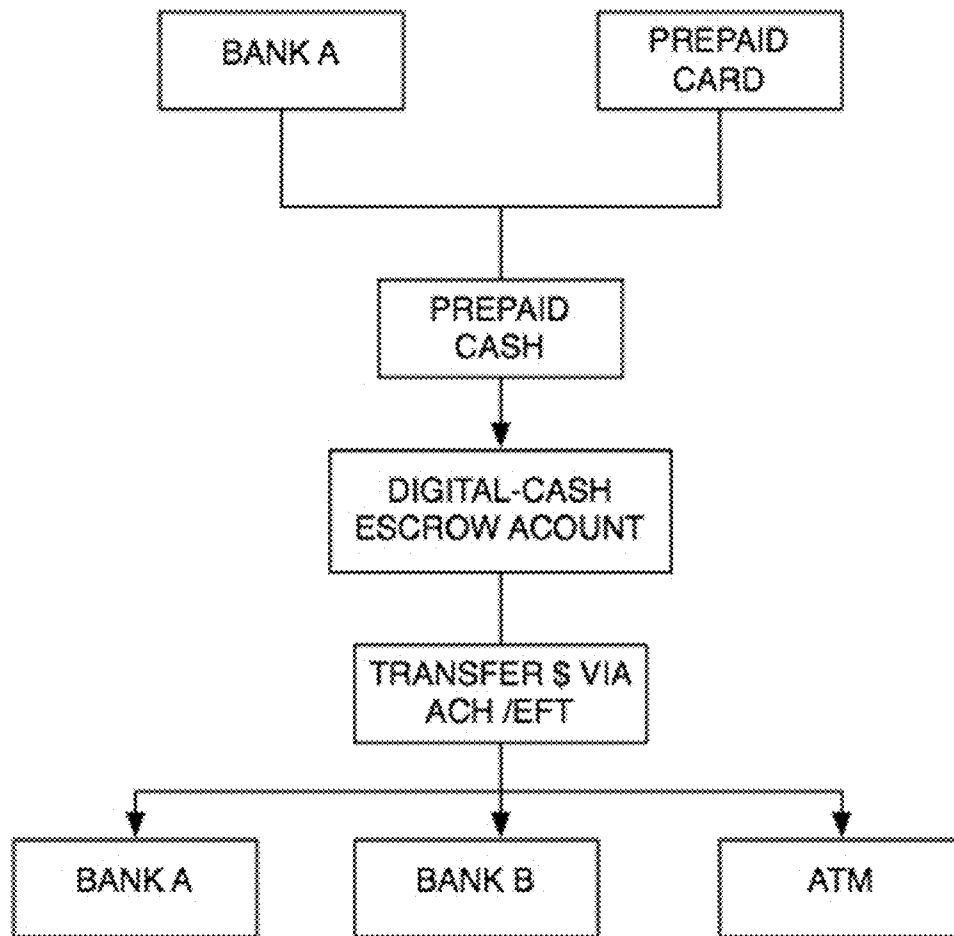 BANK A
PREPAID
CARD
PREPAID
CASH
DIGITAL-CASH
ESCROW ACOUNT
TRANSFER $ VIA
ACH /EFT
BANK A
BANK B
ATM